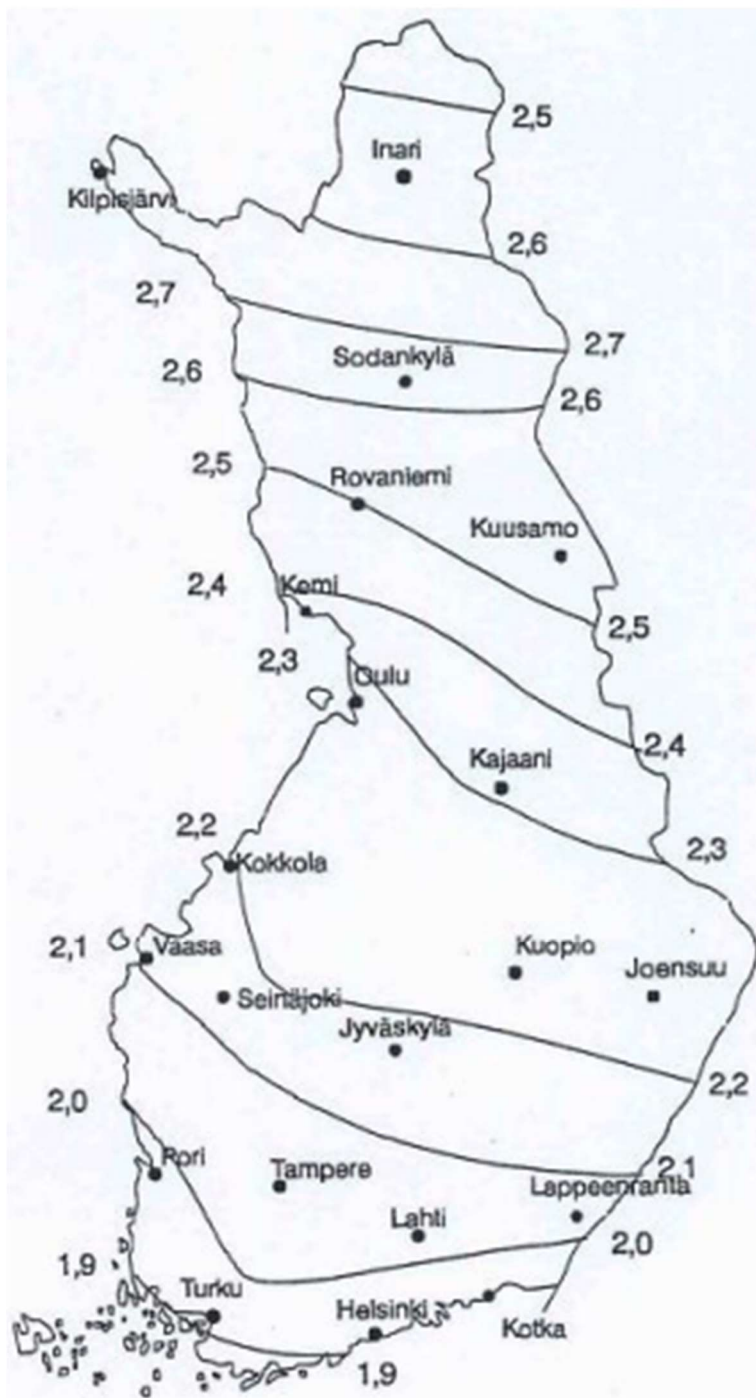 2,5
Inari
Kilpisjärvi
2,6
2,7
2,7
Sodankylä
2,6
2,6
2,5
Rovaniemi
Kuusamo
2,4
Kemi
2,5
2,3
Oulu
2,4
Kajaani
2,2
2,3
Kokkola
2,1
Vaasa
Kuopio
Joensuu
Seinäjoki
Jyväskylä
2,2
2,0
Pori
Tampere
2,1
Lappeenranta
Lahti
2,0
1,9
Turku
Helsinki
Kotka
1,9